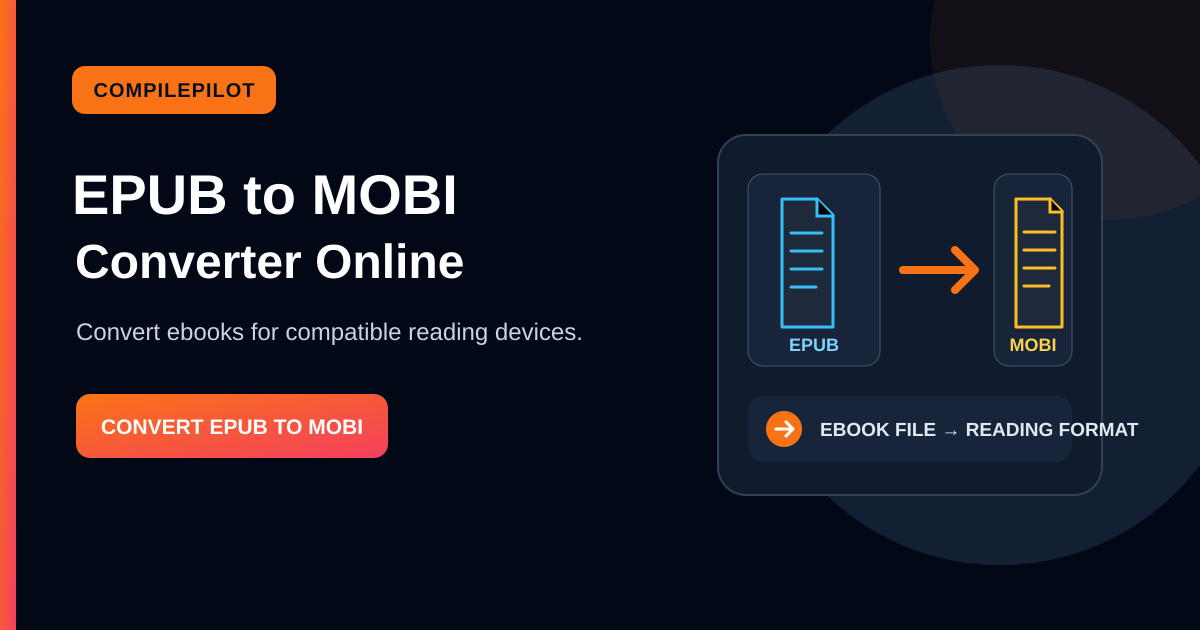 COMPILEPILOT
EPUB to MOBI
Converter Online
Convert ebooks for compatible reading devices.
CONVERT EPUB TO MOBI
EPUB
MOBI
EBOOK FILE → READING FORMAT